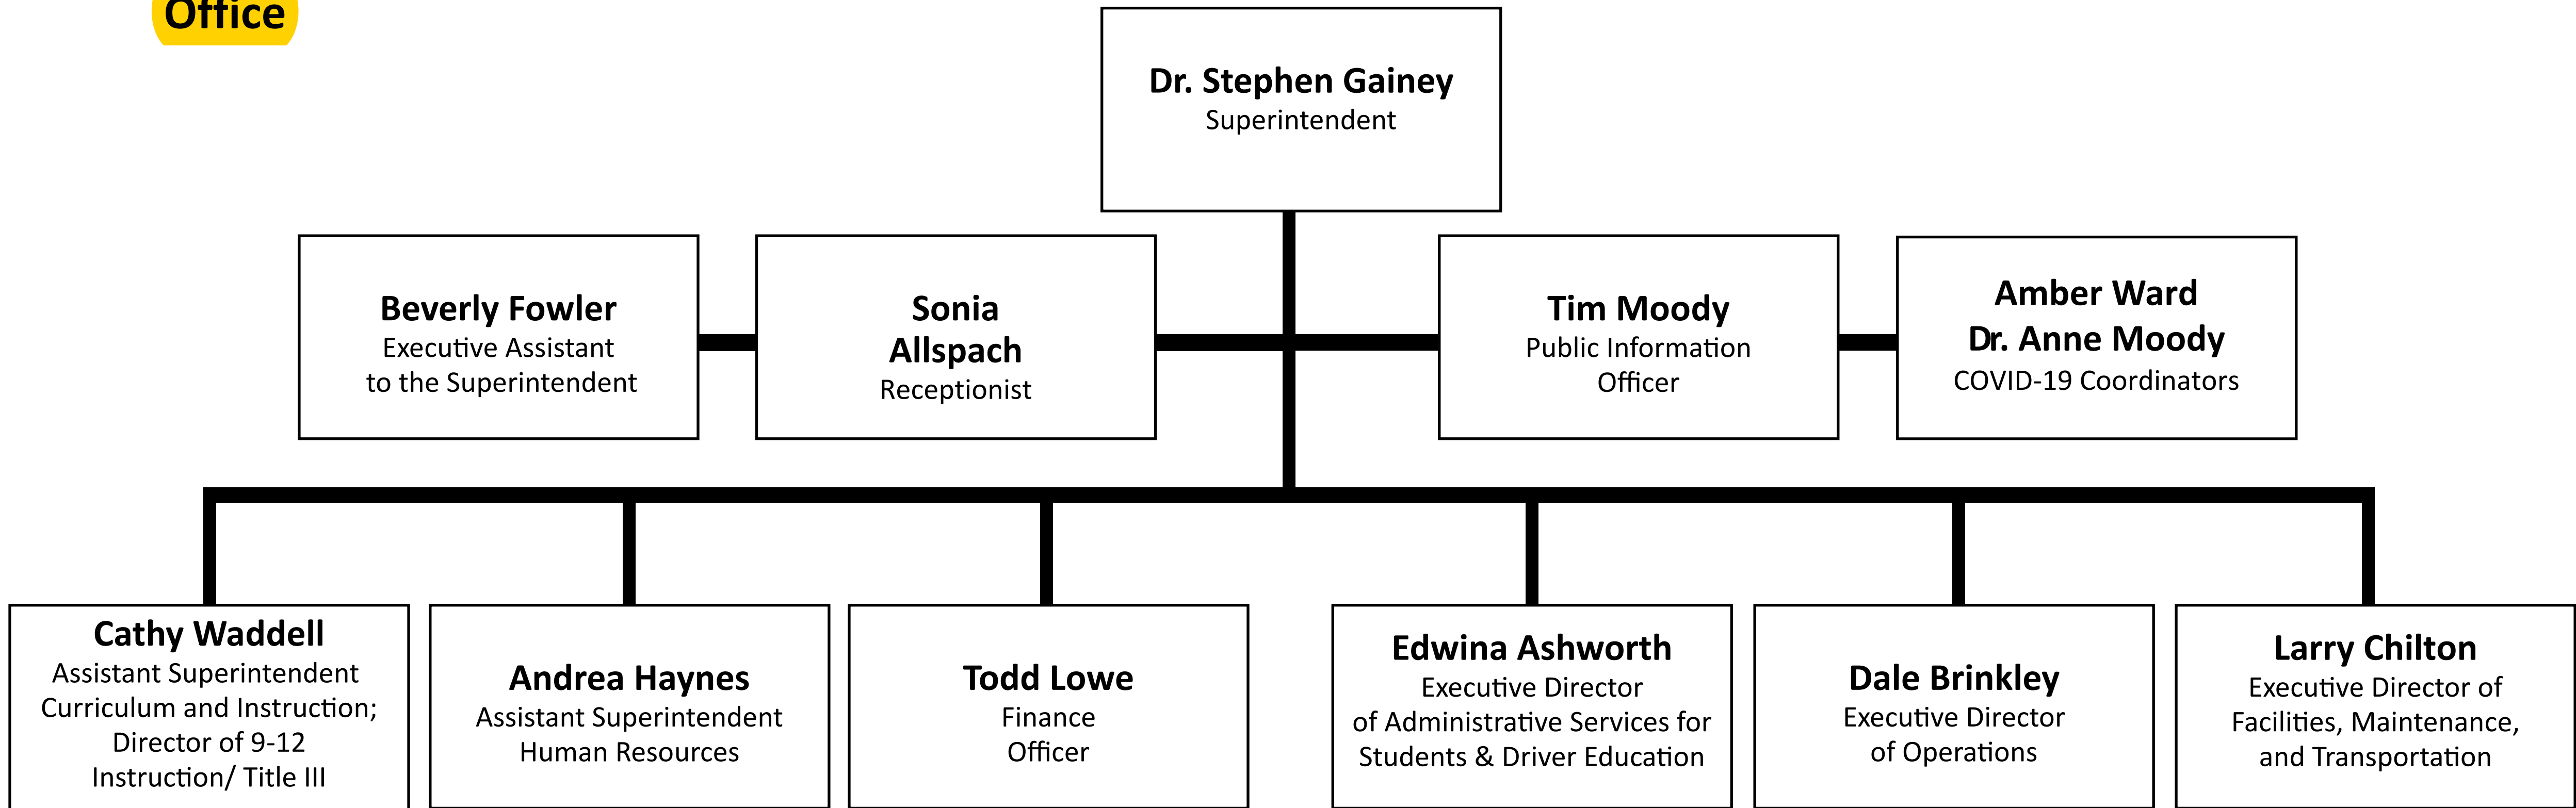 Office
Dr. Stephen Gainey
Superintendent
Beverly Fowler
Executive Assistant
to the Superintendent
Sonia
Allspach
Receptionist
Tim Moody
Public Information
Officer
Amber Ward
Dr. Anne Moody
COVID-19 Coordinators
Cathy Waddell
Assistant Superintendent
Curriculum and Instruction;
Director of 9-12
Instruction/ Title III
Andrea Haynes
Assistant Superintendent
Human Resources
Todd Lowe
Finance
Officer
Edwina Ashworth
Executive Director
of Administrative Services for
Students & Driver Education
Dale Brinkley
Executive Director
of Operations
Larry Chilton
Executive Director of
Facilities, Maintenance,
and Transportation